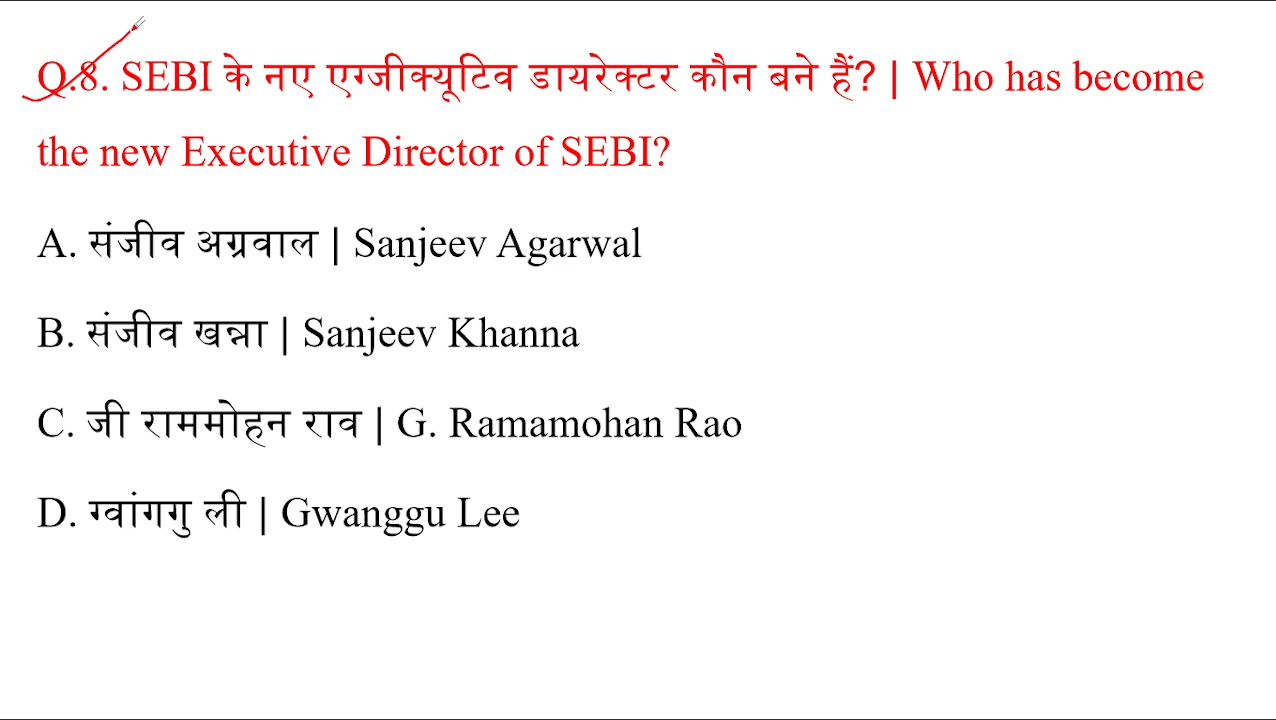 Q.8. SEBI के नए एग्जीक्यूटिव डायरेक्टर कौन बने हैं? | Who has become
the new Executive Director of SEBI?
A. संजीव अग्रवाल | Sanjeev Agarwal
B. संजीव खन्ना | Sanjeev Khanna
C. जी राममोहन राव | G. Ramamohan Rao
D. ग्वांगगु ली | Gwanggu Lee